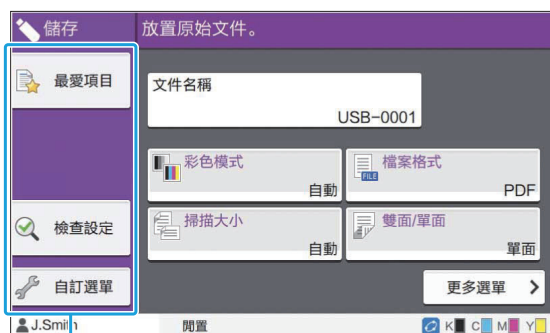 儲存
放置原始文件。
最愛項目
文件名稱
USB-0001
彩色模式
自動
檔案格式
FILE
PDF
檢查設定
掃描大小
自動
雙面/單面
單面
自訂選單
更多選單
J.Smith
閒置
K C M Y